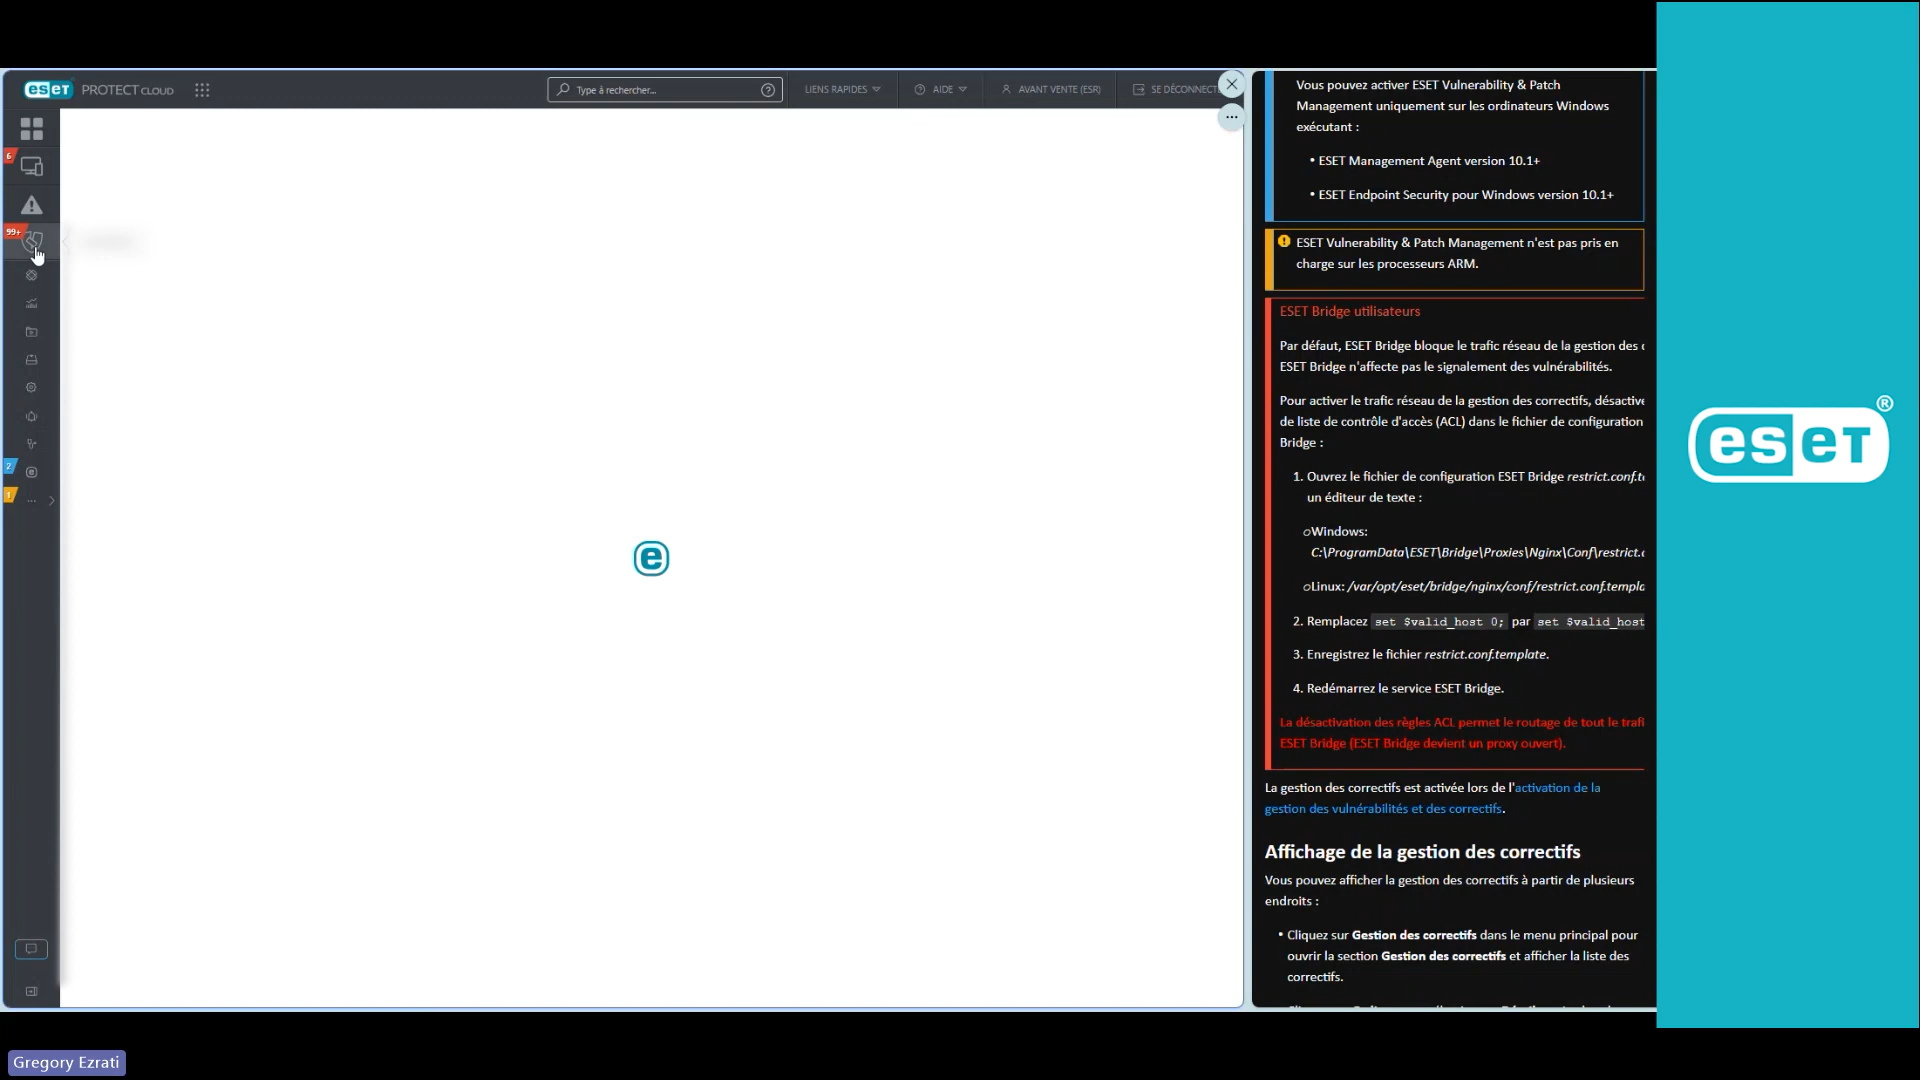 eseT PROTECT CLOUD
Type à rechercher...
LIENS RAPIDES
AIDE
AVANT VENTE (ESR)
SE DÉCONNECT
6
99+
2
1
e
Vous pouvez activer ESET Vulnerability & Patch
Management uniquement sur les ordinateurs Windows
exécutant :
• ESET Management Agent version 10.1+
• ESET Endpoint Security pour Windows version 10.1+
ESET Vulnerability & Patch Management n'est pas pris en
charge sur les processeurs ARM.
ESET Bridge utilisateurs
Par défaut, ESET Bridge bloque le trafic réseau de la gestion des
ESET Bridge n'affecte pas le signalement des vulnérabilités.
Pour activer le trafic réseau de la gestion des correctifs, désactive
de liste de contrôle d'accès (ACL) dans le fichier de configuration
Bridge :
1. Ouvrez le fichier de configuration ESET Bridge restrict.conf.t
un éditeur de texte :
oWindows:
C:\ProgramData\ESET\Bridge\Proxies\Nginx\Conf\restrict.
oLinux: /var/opt/eset/bridge/nginx/conf/restrict.conf.templa
2. Remplacez set $valid_host 0; par set $valid_host
3. Enregistrez le fichier restrict.conf.template.
4. Redémarrez le service ESET Bridge.
La désactivation des règles ACL permet le routage de tout le trafi
ESET Bridge (ESET Bridge devient un proxy ouvert).
La gestion des correctifs est activée lors de l'activation de la
gestion des vulnérabilités et des correctifs.
Affichage de la gestion des correctifs
Vous pouvez afficher la gestion des correctifs à partir de plusieurs
endroits :
• Cliquez sur Gestion des correctifs dans le menu principal pour
ouvrir la section Gestion des correctifs et afficher la liste des
correctifs.
eseT®
Gregory Ezrati